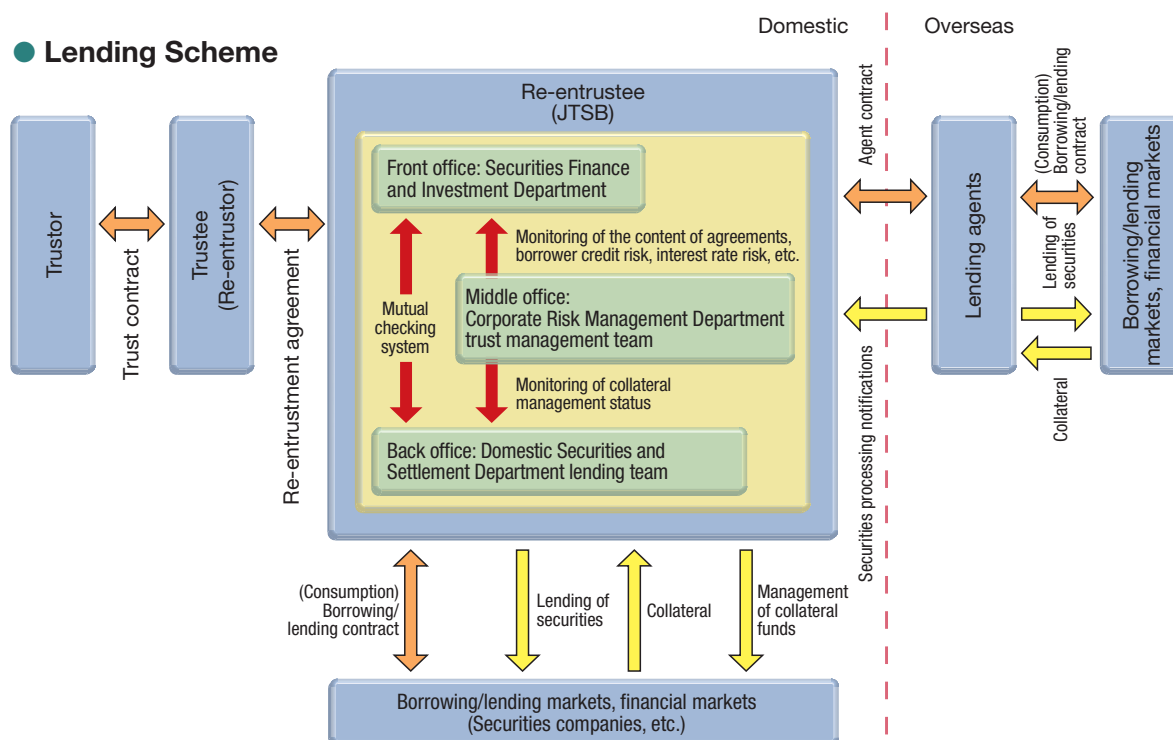 ● Lending Scheme
Domestic
Overseas
Trustor
Trust contract
Trustee
(Re-entrustor)
Re-entrustment agreement
Re-entrustee
(JTSB)
Front office: Securities Finance
and Investment Department
Monitoring of the content of agreements,
borrower credit risk, interest rate risk, etc.
Mutual
checking
system
Middle office:
Corporate Risk Management Department
trust management team
Monitoring of collateral
management status
Back office: Domestic Securities and
Settlement Department lending team
Agent contract
Securities processing notifications
Lending agents
(Consumption)
Borrowing/lending
contract
Lending of
securities
Collateral
Borrowing/lending
markets, financial markets
(Consumption)
Borrowing/
lending contract
Lending of
securities
Collateral
Management
of collateral
funds
Borrowing/lending markets, financial markets
(Securities companies, etc.)